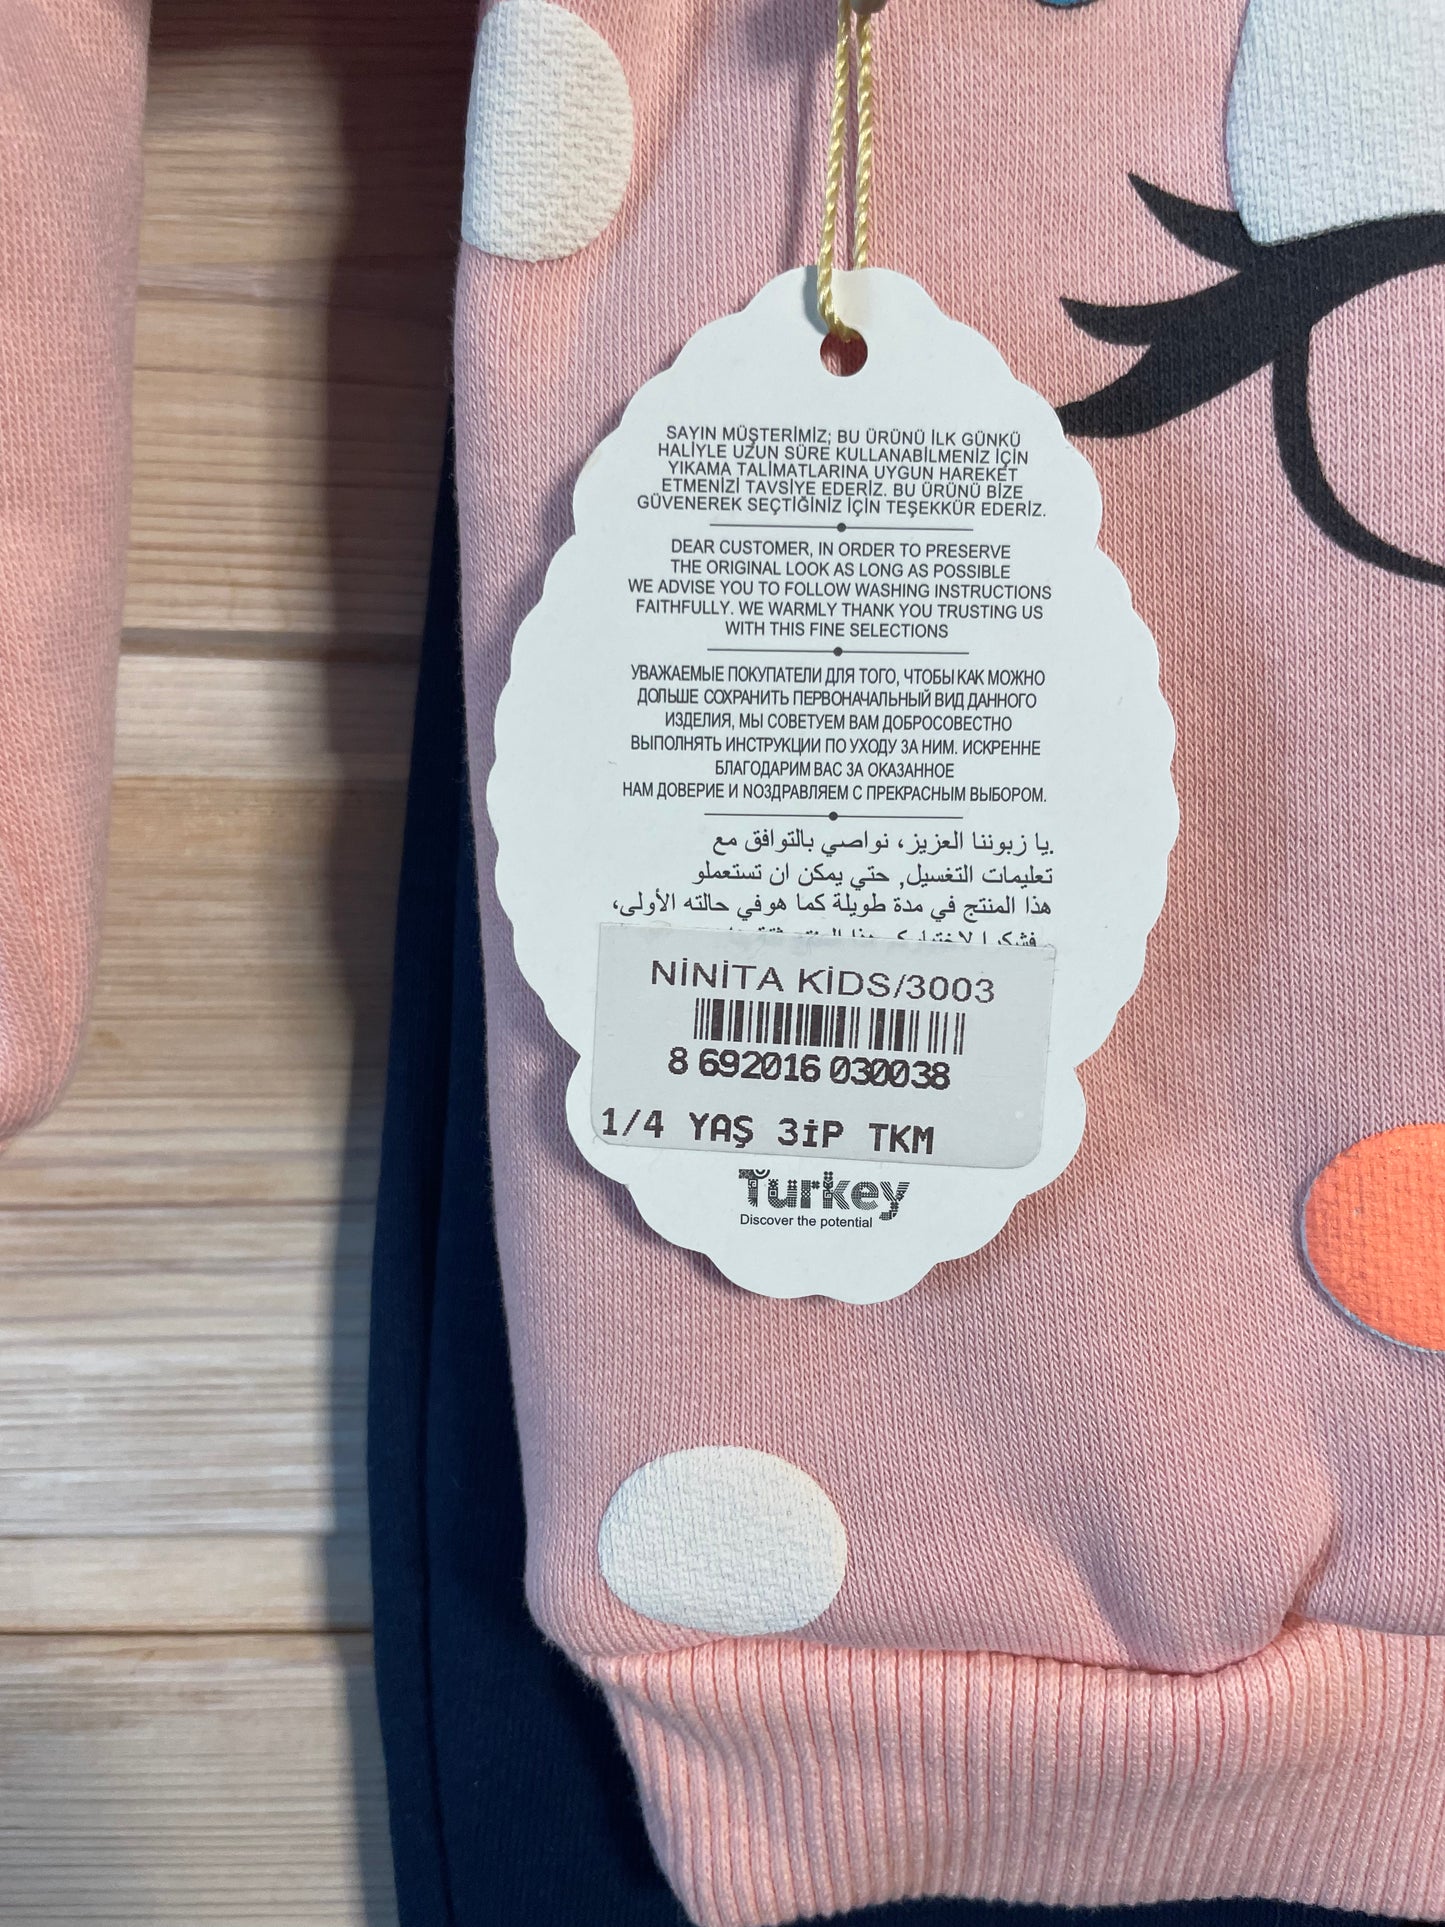 SAYIN MÜŞTERİMİZ; BU ÜRÜNÜ İLK GÜNKÜ
HALİYLE UZUN SÜRE KULLANABİLMENİZ İÇİN
YIKAMA TALİMATLARINA UYGUN HAREKET
ETMENİZİ TAVSİYE EDERİZ. BU ÜRÜNÜ BİZE
GÜVENEREK SEÇTİĞİNİZ İÇİN TEŞEKKÜR EDERİZ.
DEAR CUSTOMER, IN ORDER TO PRESERVE
THE ORIGINAL LOOK AS LONG AS POSSIBLE
WE ADVISE YOU TO FOLLOW WASHING INSTRUCTIONS
FAITHFULLY. WE WARMLY THANK YOU TRUSTING US
WITH THIS FINE SELECTIONS
УВАЖАЕМЫЕ ПОКУПАТЕЛИ ДЛЯ ТОГО, ЧТОБЫ КАК МОЖНО
ДОЛЬШЕ СОХРАНИТЬ ПЕРВОНАЧАЛЬНЫЙ ВИД ДАННОГО
ИЗДЕЛИЯ, МЫ СОВЕТУЕМ ВАМ ДОБРОСОВЕСТНО
ВЫПОЛНЯТЬ ИНСТРУКЦИИ ПО УХОДУ ЗА НИМ. ИСКРЕННЕ
БЛАГОДАРИМ ВАС ЗА ОКАЗАННОЕ
НАМ ДОВЕРИЕ И NОЗДРАВЛЯЕМ С ПРЕКРАСНЫМ ВЫБОРОМ.
يا زبوننا العزيز، نواصي بالتوافق مع.
تعليمات التغسيل, حتي يمكن ان تستعملو
هذا المنتج في مدة طويلة كما هوفي حالته الأولى،
NİNİTA KİDS/3003
8 692016 030038
1/4 YAŞ 3İP TKM
Turkey
Discover the potential